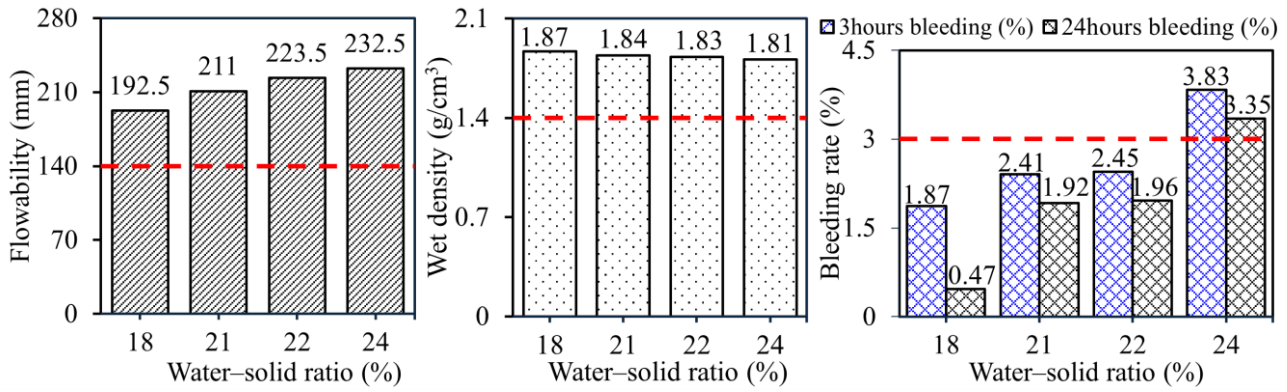 Flowability (mm)
280
210
140
70
0
192.5
211
223.5
232.5
18 21 22 24
Water–solid ratio (%)
Wet density (g/cm³)
2.1
1.4
0.7
0
1.87
1.84
1.83
1.81
18 21 22 24
Water–solid ratio (%)
3hours bleeding (%) 24hours bleeding (%)
Bleeding rate (%)
4.5
3
1.5
0
1.87
0.47
2.41
1.92
2.45
1.96
3.83
3.35
18 21 22 24
Water–solid ratio (%)